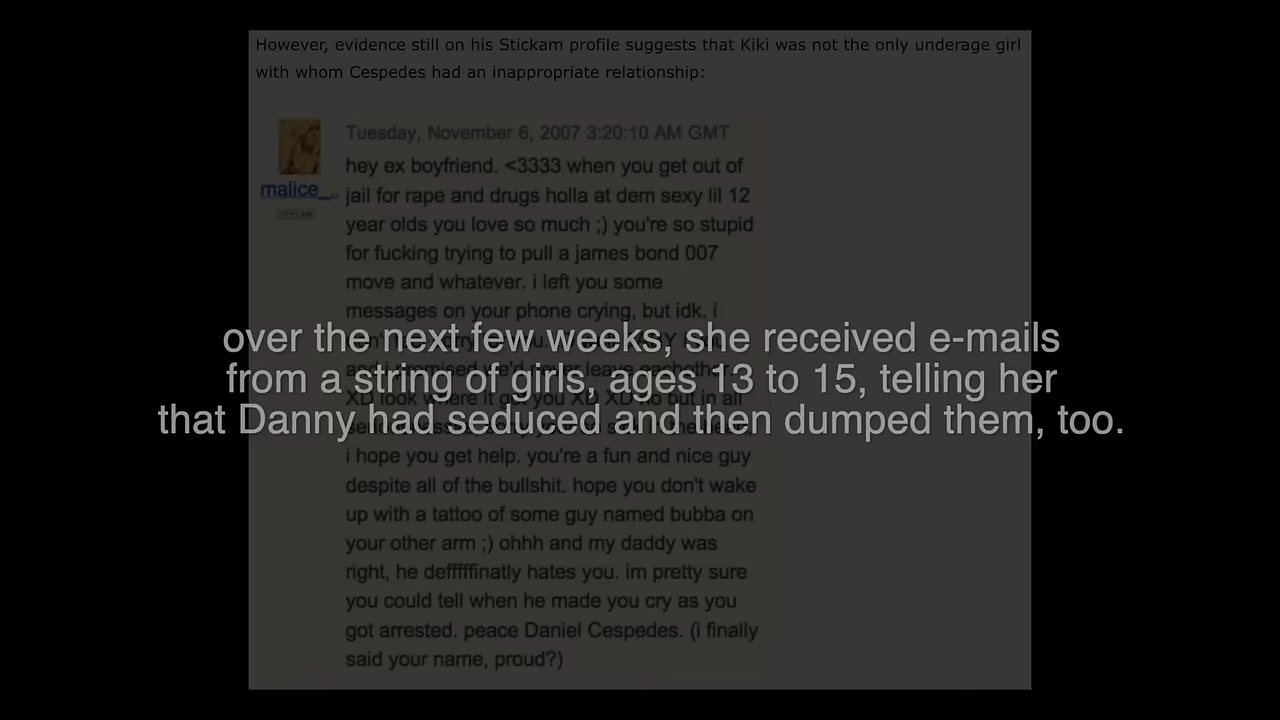 However, evidence still on his Stickam profile suggests that Kiki was not the only underage girl
with whom Cespedes had an inappropriate relationship:
Tuesday, November 6, 2007 3:20:10 AM GMT
malice_..
OFFLINE
hey ex boyfriend. <3333 when you get out of
jail for rape and drugs holla at dem sexy lil 12
year olds you love so much ;) you're so stupid
for fucking trying to pull a james bond 007
move and whatever. i left you some
messages on your phone crying, but idk. i
over the next few weeks, she received e-mails
from a string of girls, ages 13 to 15, telling her
that Danny had seduced and then dumped them, too.
i hope you get help. you're a fun and nice guy
despite all of the bullshit. hope you don't wake
up with a tattoo of some guy named bubba on
your other arm ;) ohhh and my daddy was
right, he defffffinatly hates you. im pretty sure
you could tell when he made you cry as you
got arrested. peace Daniel Cespedes. (i finally
said your name, proud?)